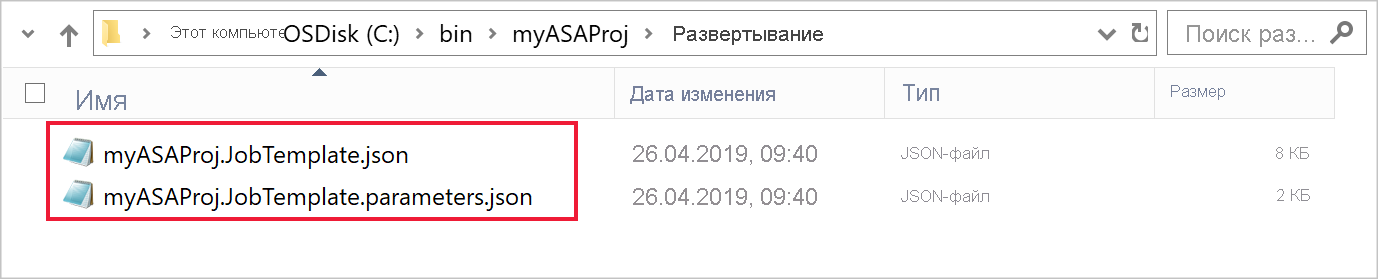 Этот компьюте OSDisk (C:) bin myASAProj Развертывание Поиск раз...
Имя Дата изменения Тип Размер
myASAProj.JobTemplate.json 26.04.2019, 09:40 JSON-файл 8 КБ
myASAProj.JobTemplate.parameters.json 26.04.2019, 09:40 JSON-файл 2 КБ